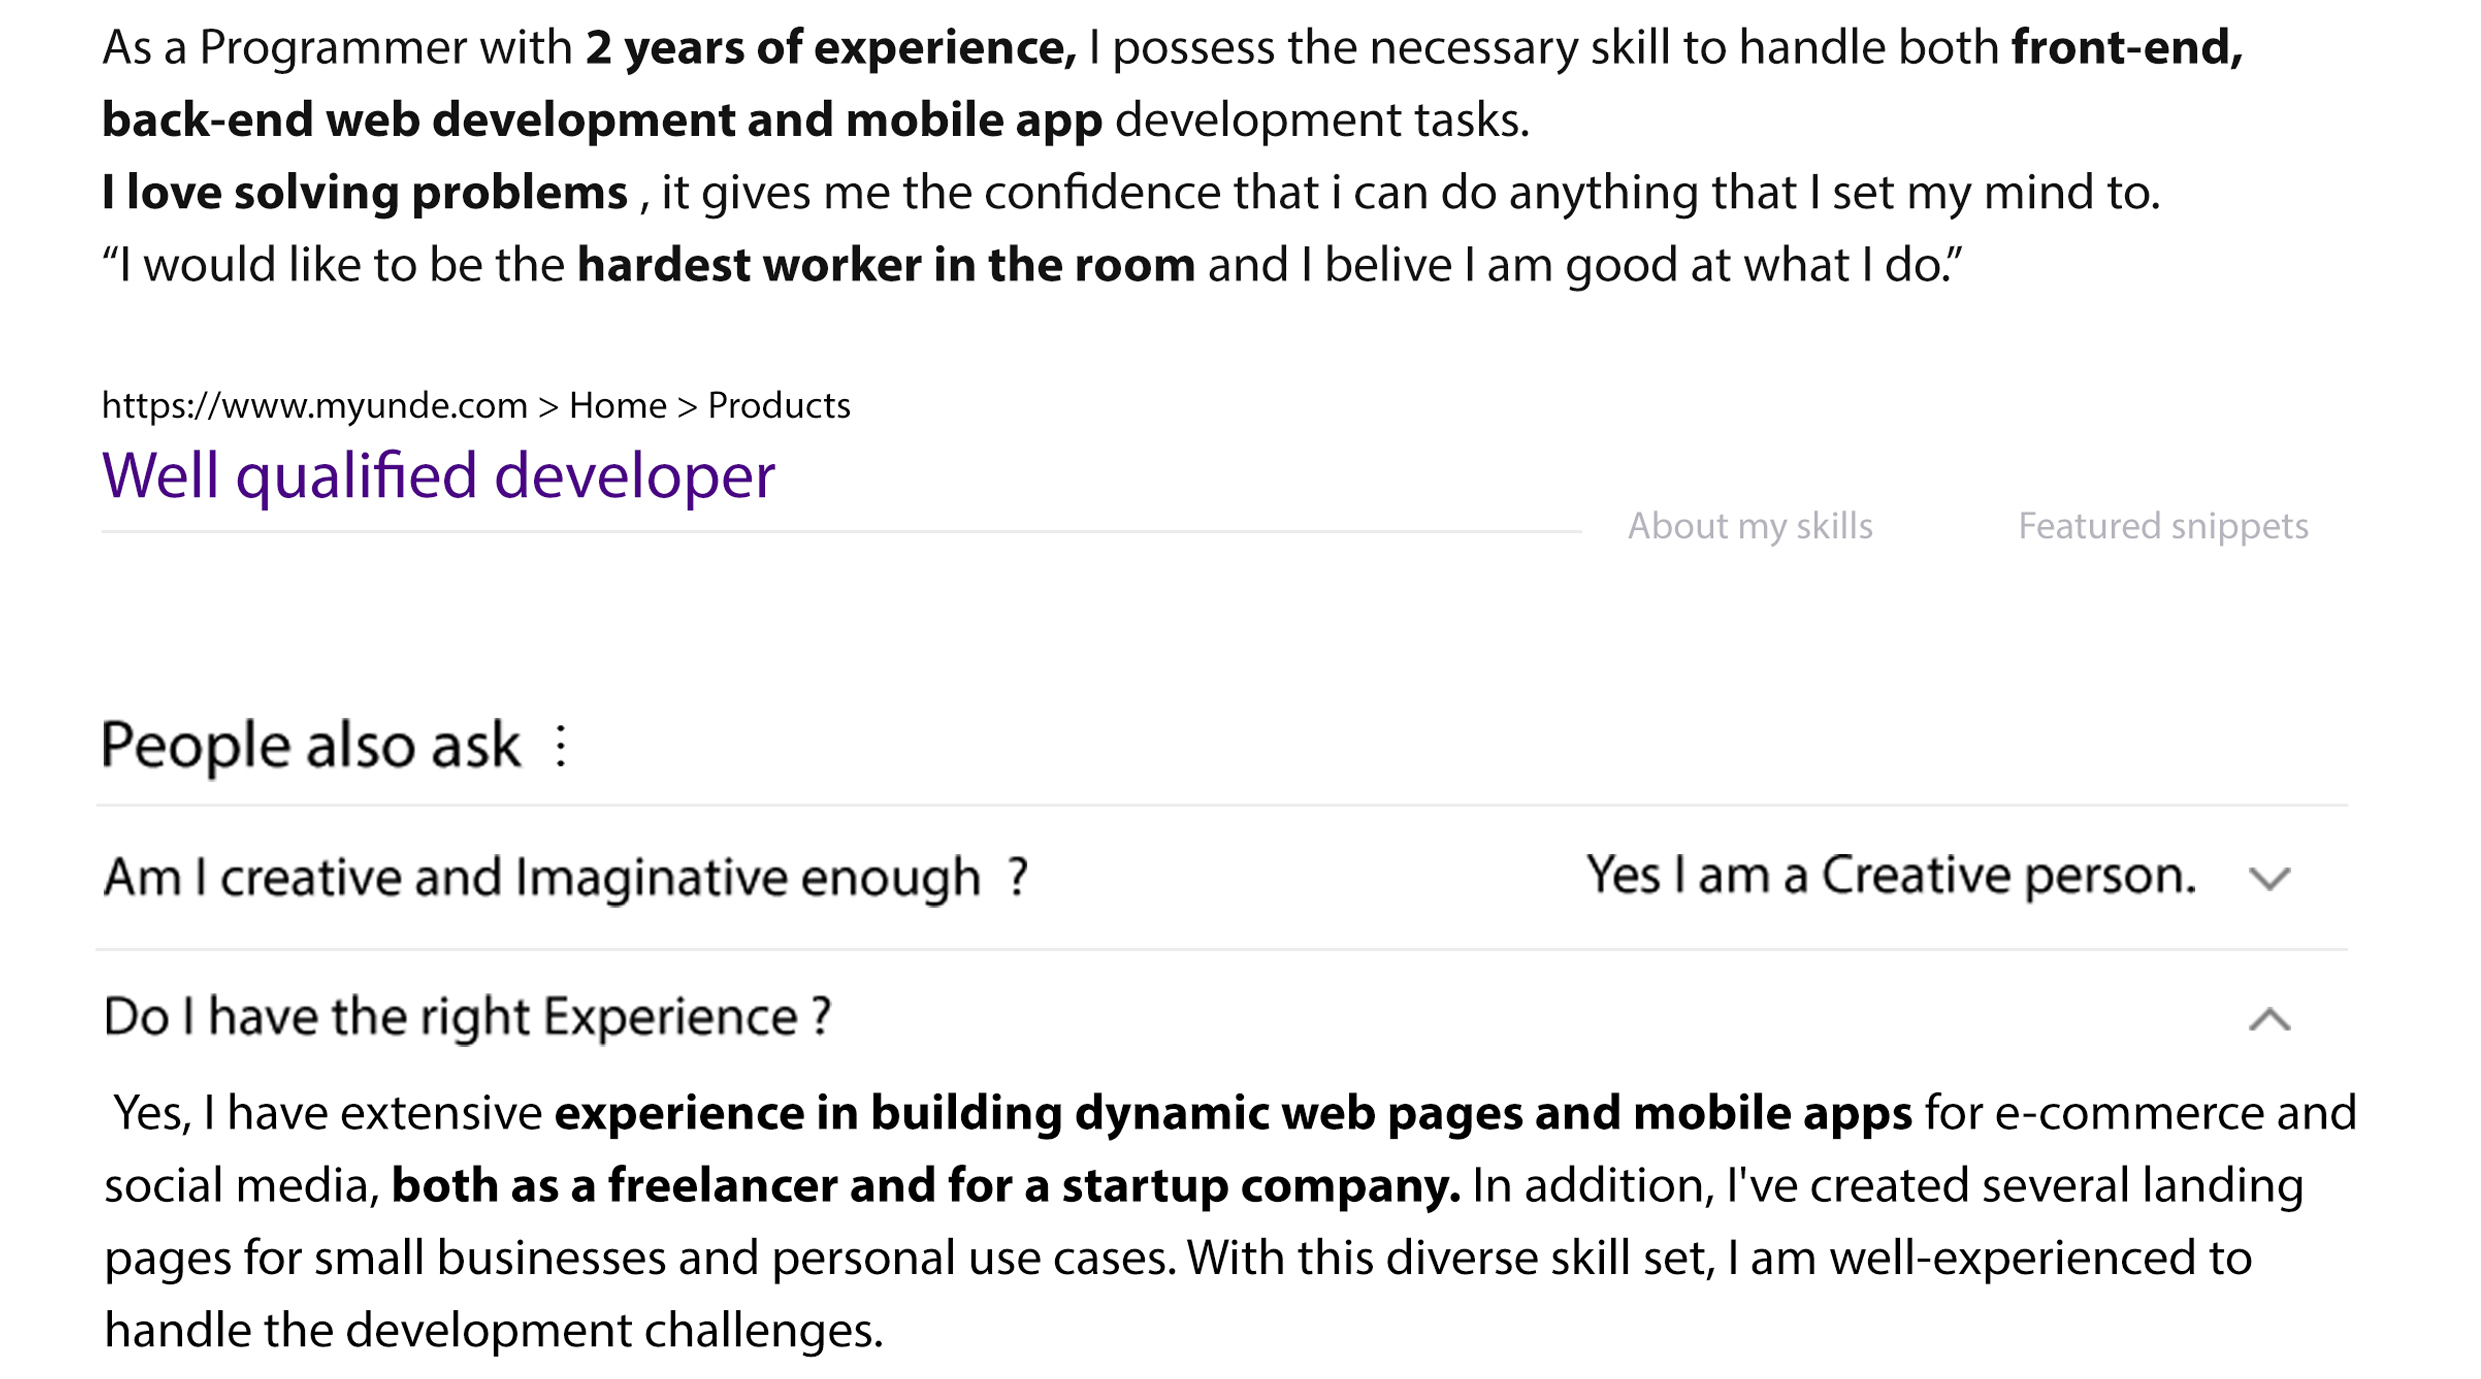 As a Programmer with 2 years of experience, I possess the necessary skill to handle both front-end,
back-end web development and mobile app development tasks.
I love solving problems , it gives me the confidence that i can do anything that I set my mind to.
“I would like to be the hardest worker in the room and I belive I am good at what I do.”
https://www.myunde.com > Home > Products
Well qualified developer
About my skills Featured snippets
People also ask ⋮
Am I creative and Imaginative enough ? Yes I am a Creative person.
Do I have the right Experience ?
Yes, I have extensive experience in building dynamic web pages and mobile apps for e-commerce and
social media, both as a freelancer and for a startup company. In addition, I've created several landing
pages for small businesses and personal use cases. With this diverse skill set, I am well-experienced to
handle the development challenges.